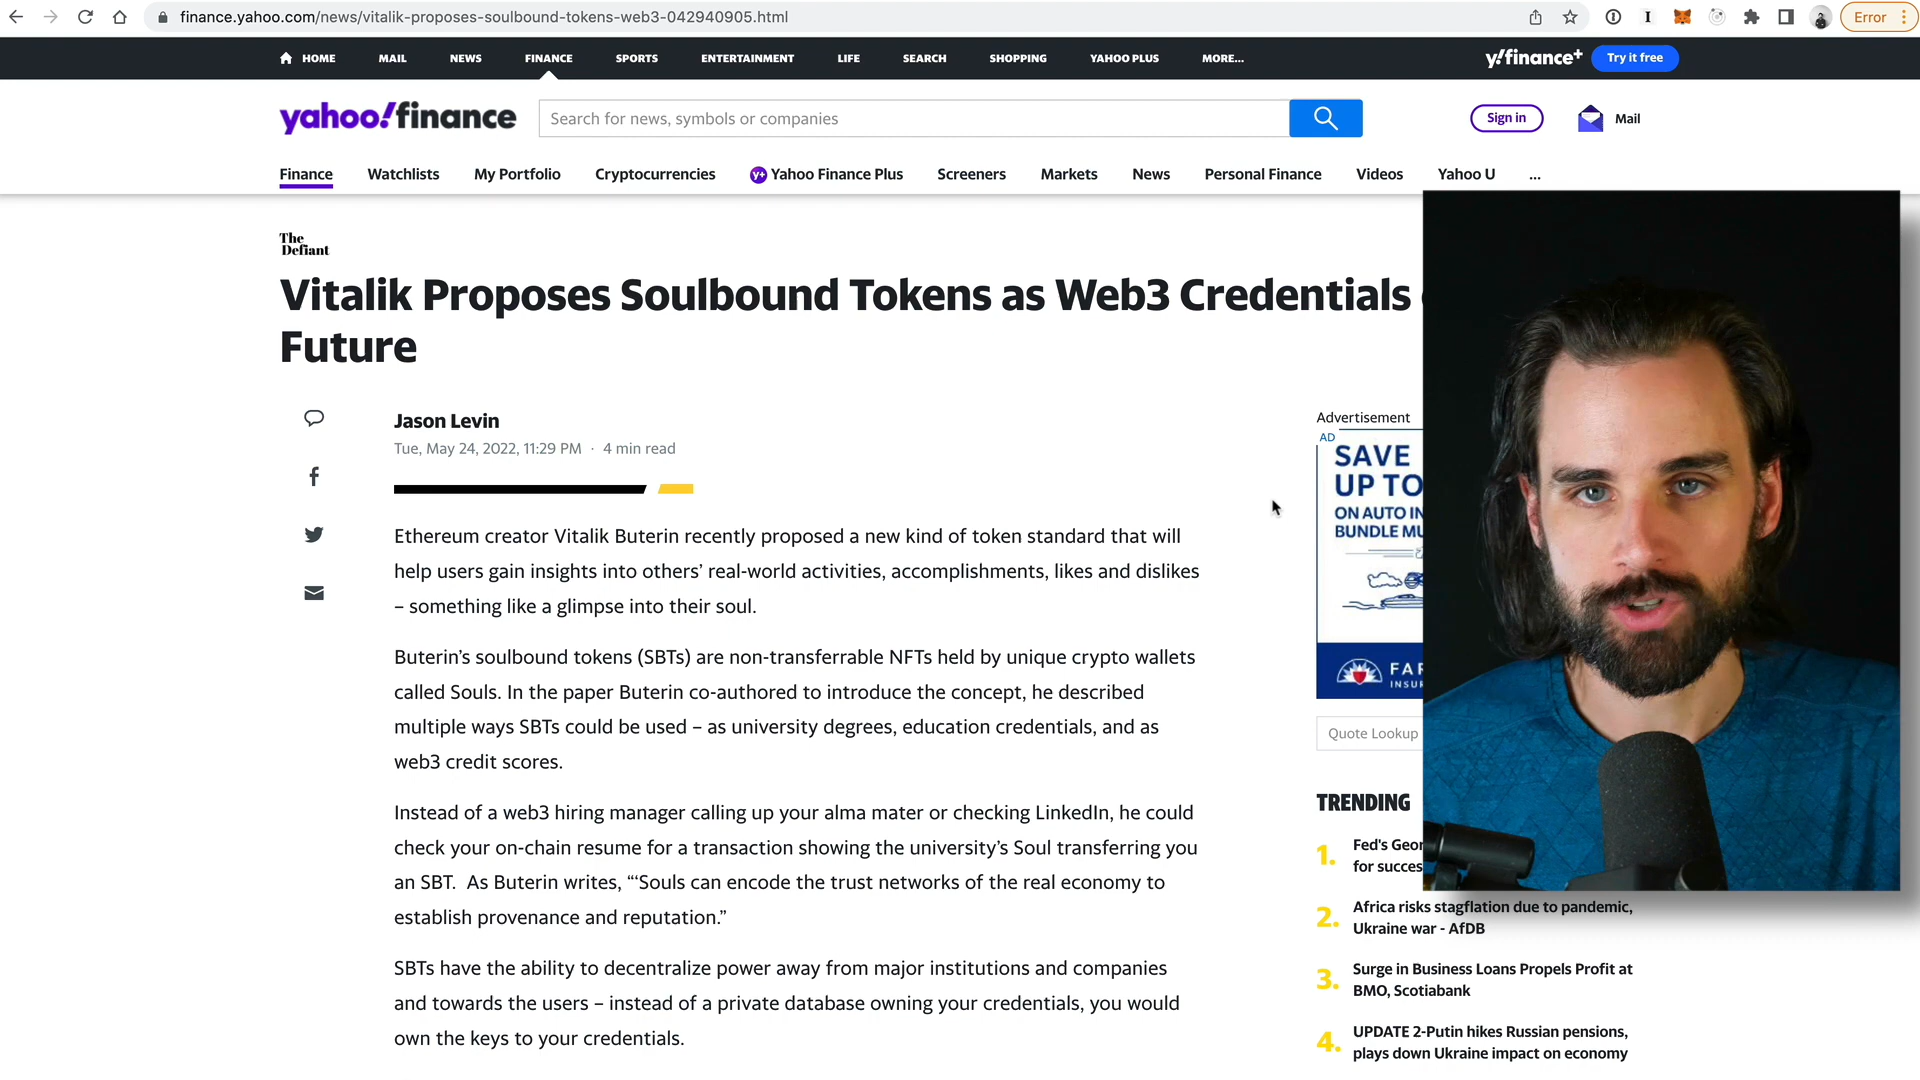 finance.yahoo.com/news/vitalik-proposes-soulbound-tokens-web3-042940905.html
Error
HOME MAIL NEWS FINANCE SPORTS ENTERTAINMENT LIFE SEARCH SHOPPING YAHOO PLUS MORE...
y!finance+ Try it free
yahoo!finance
Search for news, symbols or companies
Sign in
Mail
Finance Watchlists My Portfolio Cryptocurrencies y+ Yahoo Finance Plus Screeners Markets News Personal Finance Videos Yahoo U ...
The
Defiant
Vitalik Proposes Soulbound Tokens as Web3 Credentials
Future
Jason Levin
Tue, May 24, 2022, 11:29 PM · 4 min read
Ethereum creator Vitalik Buterin recently proposed a new kind of token standard that will
help users gain insights into others’ real-world activities, accomplishments, likes and dislikes
– something like a glimpse into their soul.
Buterin’s soulbound tokens (SBTs) are non-transferrable NFTs held by unique crypto wallets
called Souls. In the paper Buterin co-authored to introduce the concept, he described
multiple ways SBTs could be used – as university degrees, education credentials, and as
web3 credit scores.
Instead of a web3 hiring manager calling up your alma mater or checking LinkedIn, he could
check your on-chain resume for a transaction showing the university’s Soul transferring you
an SBT. As Buterin writes, “‘Souls can encode the trust networks of the real economy to
establish provenance and reputation.”
SBTs have the ability to decentralize power away from major institutions and companies
and towards the users – instead of a private database owning your credentials, you would
own the keys to your credentials.
Advertisement
AD
SAVE
UP TO
ON AUTO IN
BUNDLE MU
FAR
INSUR
Quote Lookup
TRENDING
1. Fed's Geor
for succes
2. Africa risks stagflation due to pandemic,
Ukraine war - AfDB
3. Surge in Business Loans Propels Profit at
BMO, Scotiabank
4. UPDATE 2-Putin hikes Russian pensions,
plays down Ukraine impact on economy